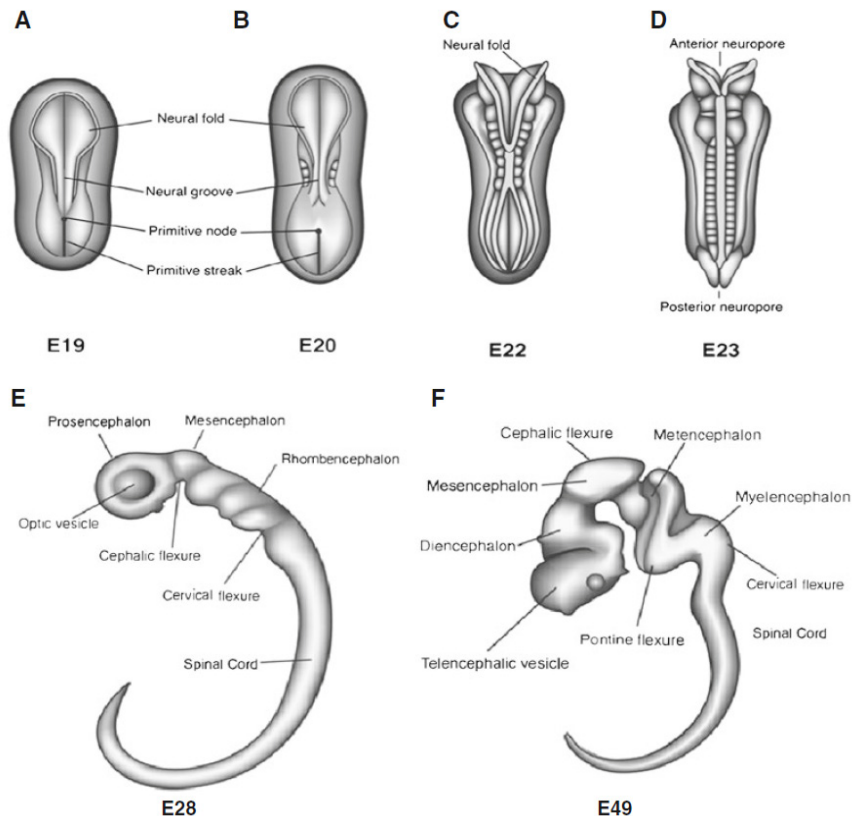 A
B
C
D
Neural fold
Anterior neuropore
Neural fold
Neural groove
Primitive node
Primitive streak
Posterior neuropore
E19
E20
E22
E23
E
F
Prosencephalon
Mesencephalon
Rhombencephalon
Optic vesicle
Cephalic flexure
Cervical flexure
Spinal Cord
E28
Cephalic flexure
Metencephalon
Mesencephalon
Myelencephalon
Diencephalon
Cervical flexure
Pontine flexure
Spinal Cord
Telencephalic vesicle
E49